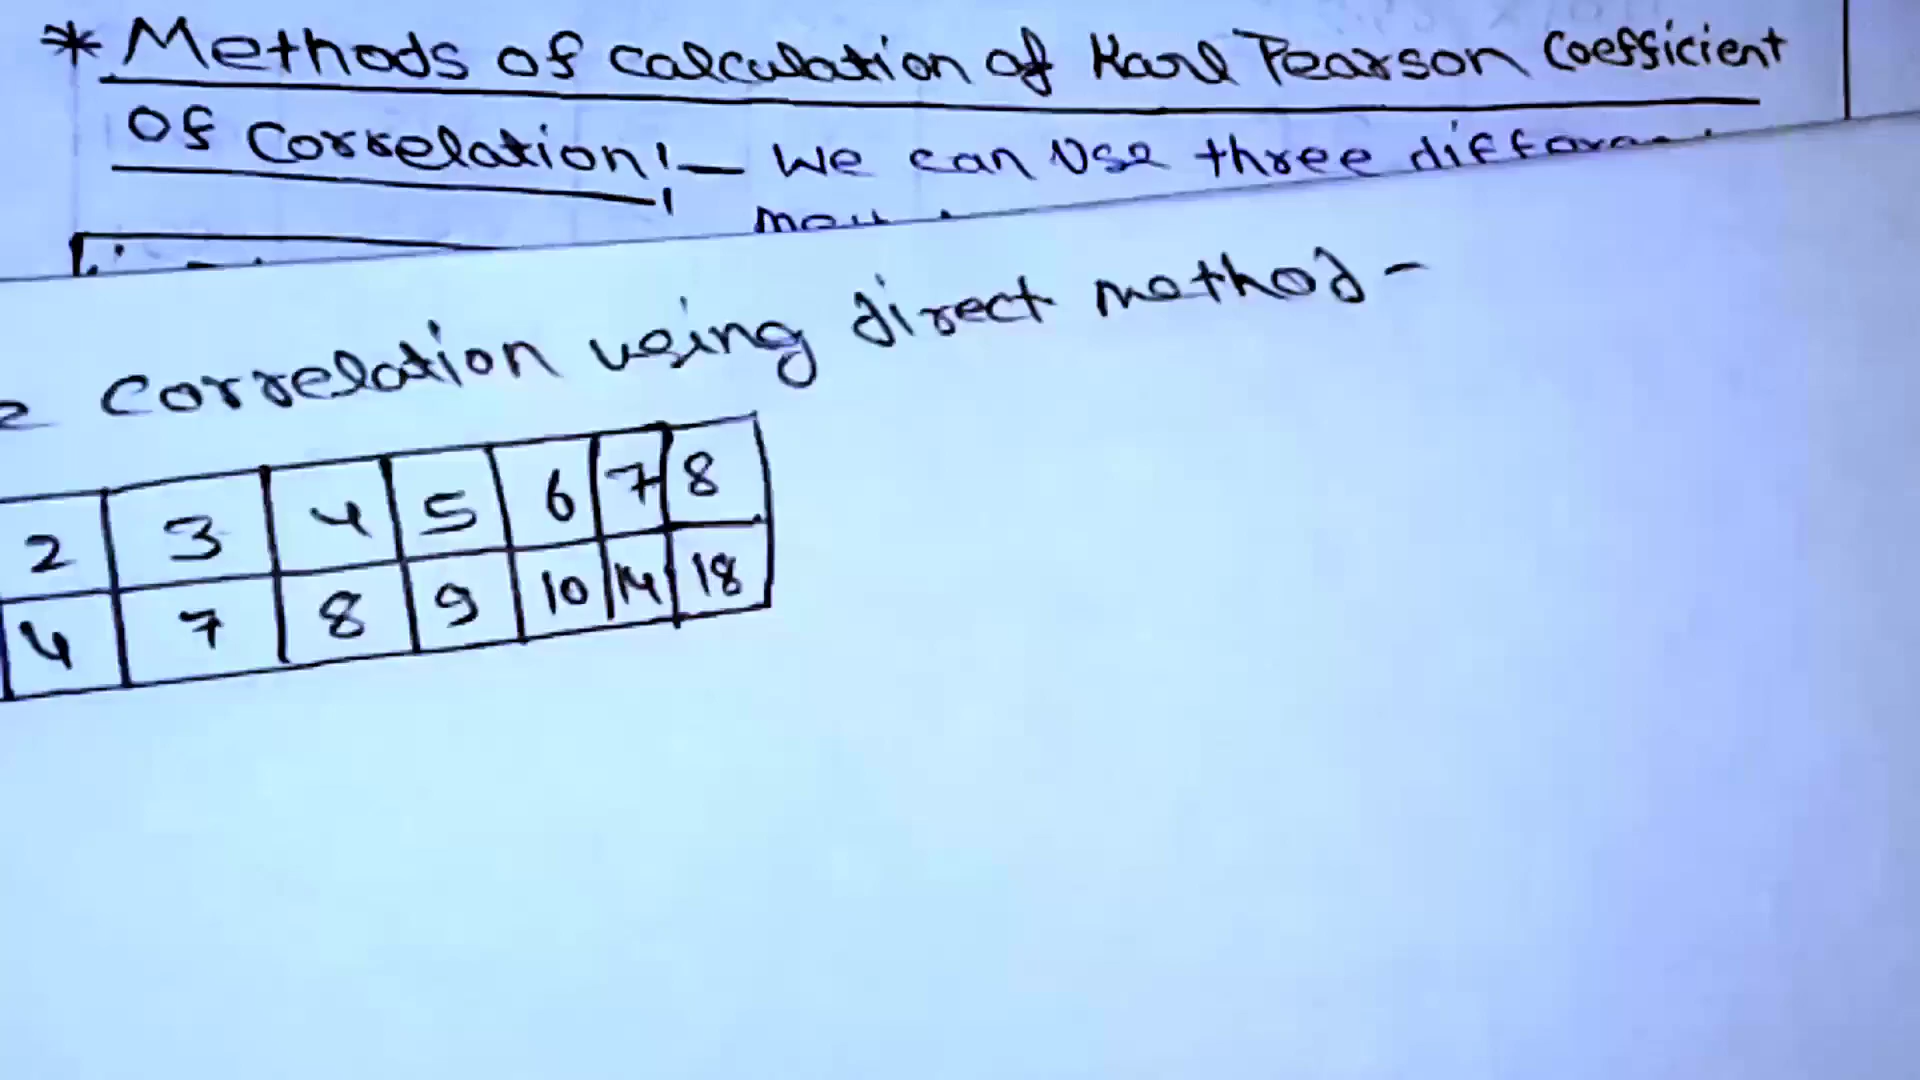 * Methods of calculation of Karl Pearson Coefficient
of Correlation :- We can use three
may
Correlation using direct method -
2 3 4 5 6 7 8
4 7 8 9 10 14 18